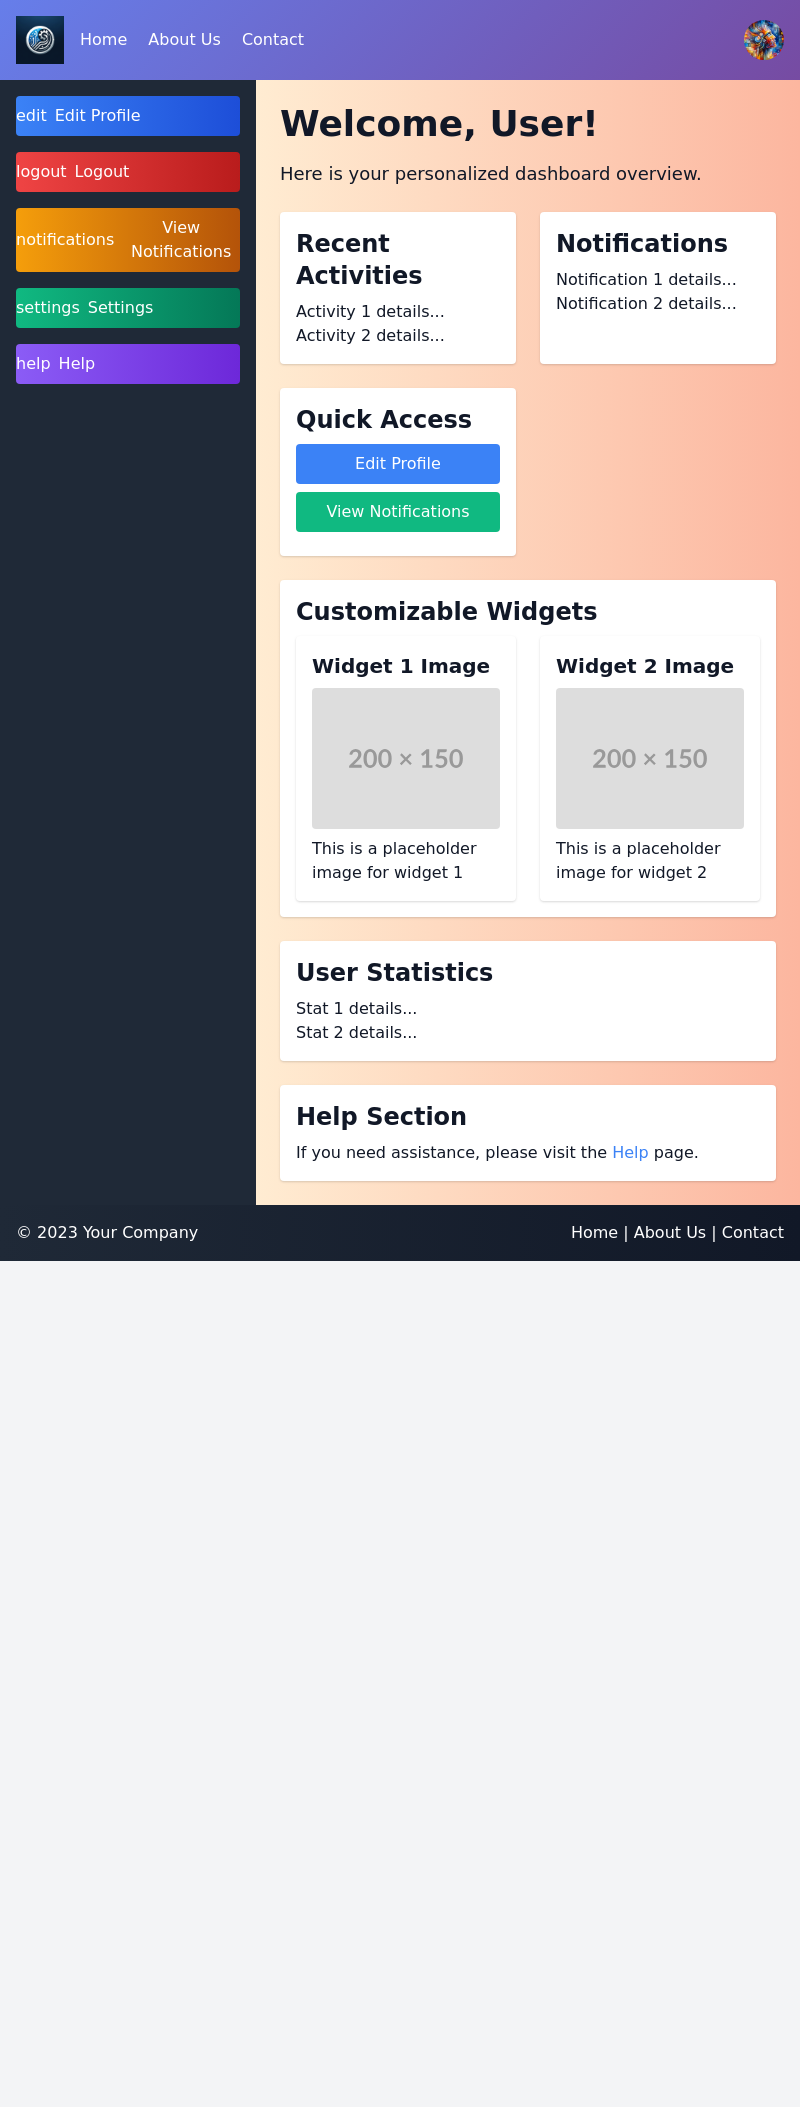 Home About Us Contact
edit Edit Profile
logout Logout
notifications View
Notifications
settings Settings
help Help
Welcome, User!
Here is your personalized dashboard overview.
Recent
Activities
Activity 1 details...
Activity 2 details...
Notifications
Notification 1 details...
Notification 2 details...
Quick Access
Edit Profile
View Notifications
Customizable Widgets
Widget 1 Image
200 × 150
This is a placeholder
image for widget 1
Widget 2 Image
200 × 150
This is a placeholder
image for widget 2
User Statistics
Stat 1 details...
Stat 2 details...
Help Section
If you need assistance, please visit the Help page.
© 2023 Your Company
Home | About Us | Contact